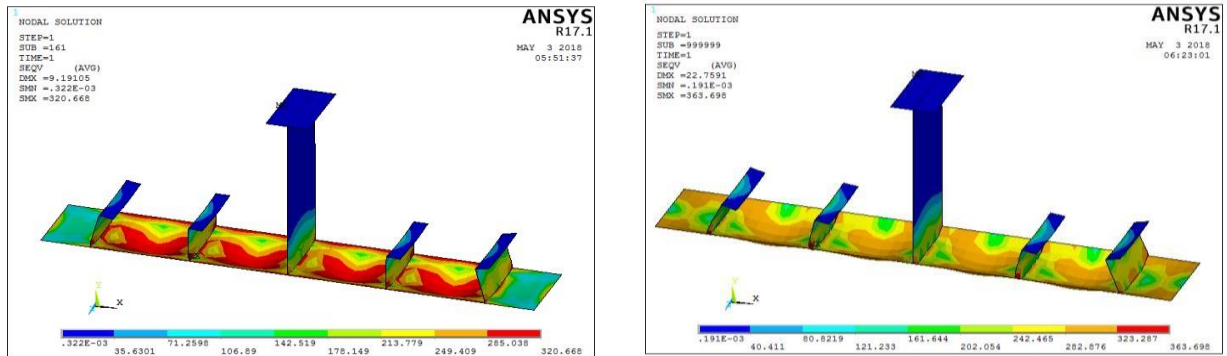 1
NODAL SOLUTION
STEP=1
SUB =161
TIME=1
SEQV (AVG)
DMX =9.19105
SMN =.322E-03
SMX =320.668
ANSYS
R17.1
MAY 3 2018
05:51:37
Z
X
.322E-03 71.2598 142.519 213.779 285.038
35.6301 106.89 178.149 249.409 320.668
1
NODAL SOLUTION
STEP=1
SUB =999999
TIME=1
SEQV (AVG)
DMX =22.7591
SMN =.191E-03
SMX =363.698
ANSYS
R17.1
MAY 3 2018
06:23:01
Z
X
.191E-03 80.8219 161.644 242.465 323.287
40.411 121.233 202.054 282.876 363.698